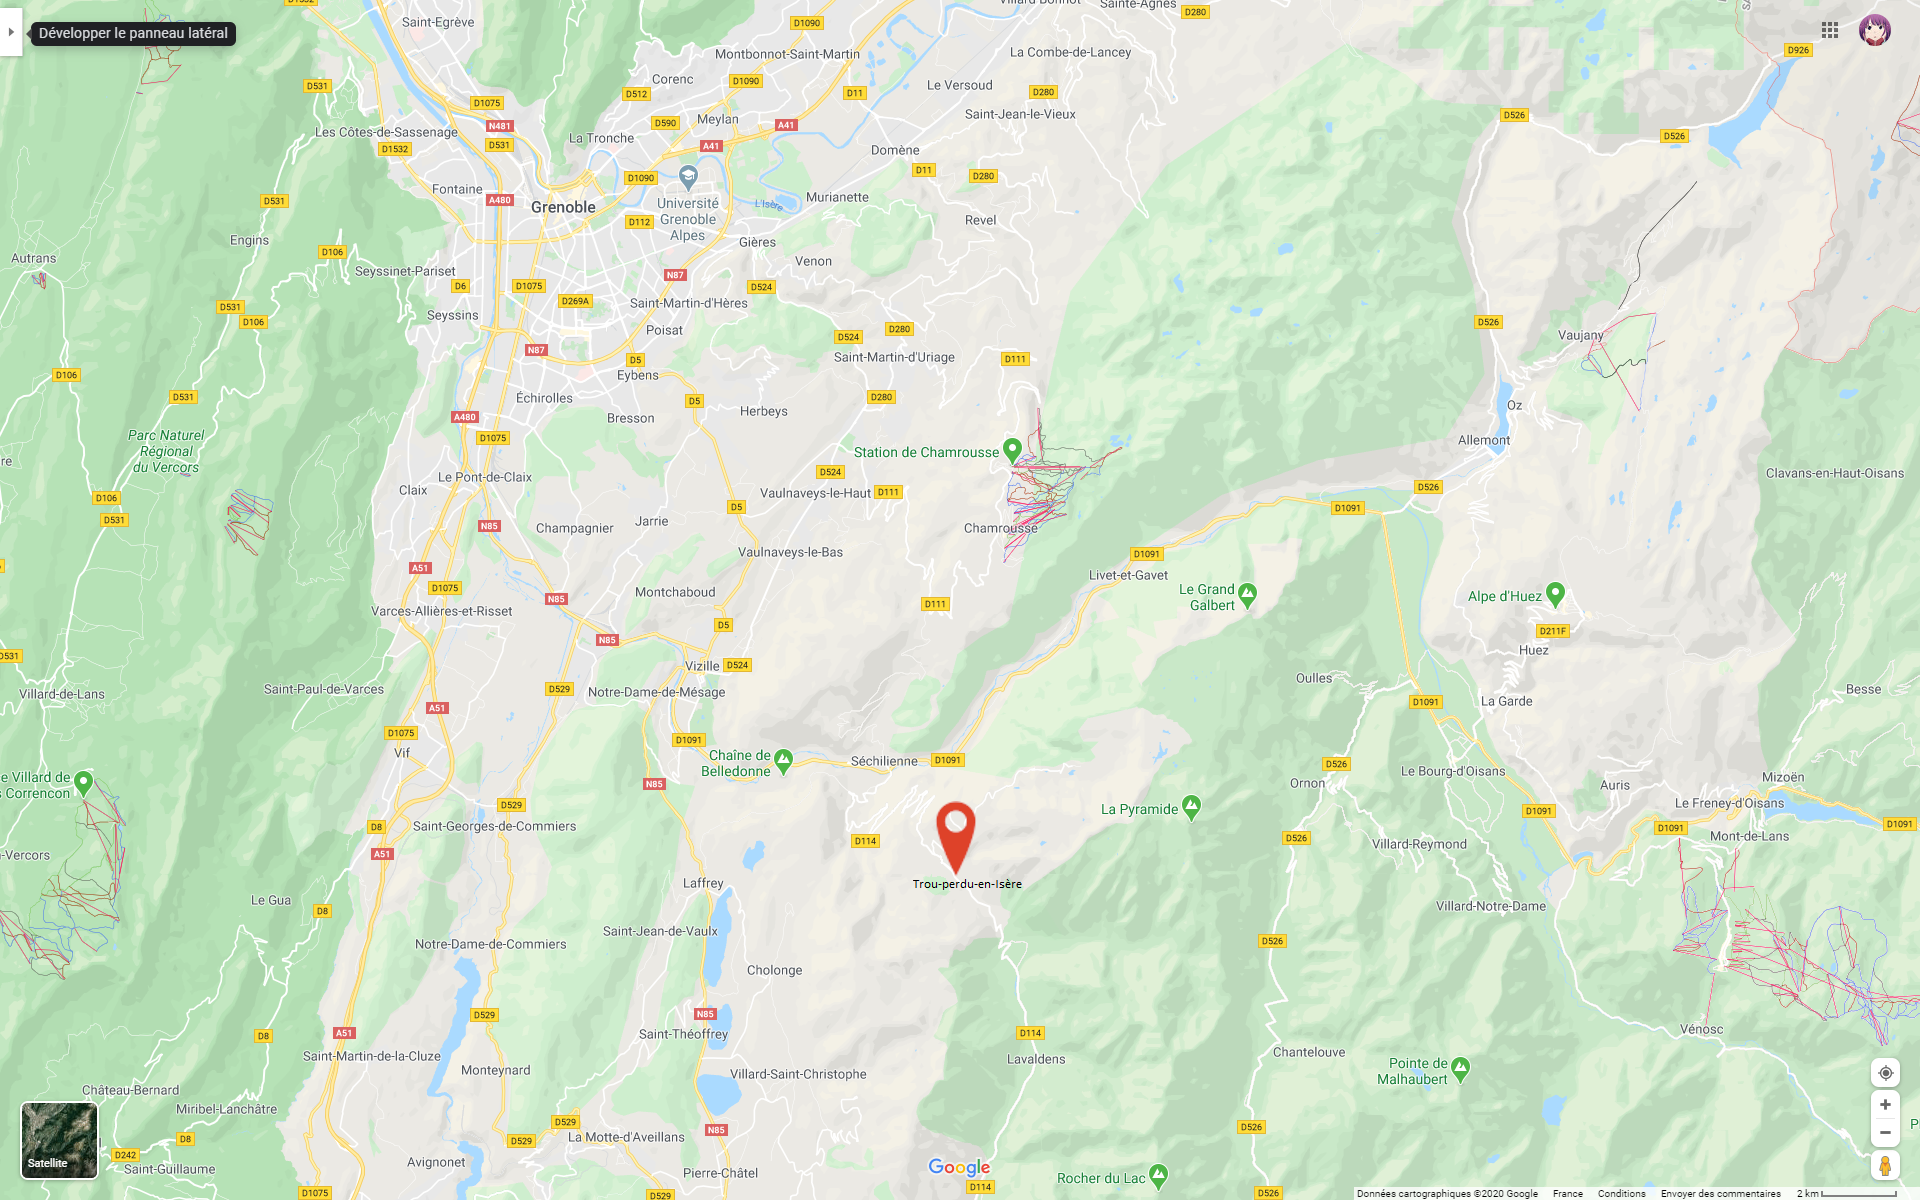 Développer le panneau latéral
Saint-Egrève
D1532
D1090
Villard Bonnot
Sainte-Agnès
D280
Montbonnot-Saint-Martin
La Combe-de-Lancey
D926
D531
Corenc
D1090
Le Versoud
D512
D11
D280
D1075
Saint-Jean-le-Vieux
D526
Les Côtes-de-Sassenage
N481
La Tronche
D590
Meylan
A41
D526
D1532
D531
A41
Domène
D11
D280
Fontaine
D1090
D531
A480
Grenoble
Université
Grenoble
Alpes
L'Isère
Murianette
D112
Revel
Engins
Gières
D106
Autrans
Venon
Seyssinet-Pariset
N87
D6
D1075
D524
D269A
Saint-Martin-d'Hères
D531
D106
Seyssins
Poisat
D280
D526
Vaujany
D524
N87
D5
Saint-Martin-d'Uriage
D111
D106
Eybens
D531
Échirolles
D5
Herbeys
D280
Oz
A480
Bresson
Parc Naturel
Régional
du Vercors
D1075
Allemont
Station de Chamrousse
Le Pont-de-Claix
D524
Clavans-en-Haut-Oisans
Claix
Vaulnaveys-le-Haut
D111
D526
D106
D531
N85
Champagnier
Jarrie
D5
D1091
Chamrousse
Vaulnaveys-le-Bas
D1091
A51
Livet-et-Gavet
D1075
Montchaboud
Le Grand
Galbert
Alpe d'Huez
N85
D111
Varces-Allières-et-Risset
D5
D211F
N85
Huez
D531
Vizille
D524
Oulles
Villard-de-Lans
Saint-Paul-de-Varces
D529
Notre-Dame-de-Mésage
Besse
D1091
La Garde
A51
D1075
D1091
Vif
Chaîne de
Belledonne
Séchilienne
D1091
D526
Le Bourg-d'Oisans
e Villard de
Correncon
N85
Ornon
Auris
Mizoën
D529
La Pyramide
Le Freney-d'Oisans
D1091
D8
Saint-Georges-de-Commiers
D114
D526
D1091
D1091
Mont-de-Lans
-Vercors
A51
Villard-Reymond
Laffrey
Trou-perdu-en-Isère
Le Gua
D8
Villard-Notre-Dame
Saint-Jean-de-Vaulx
Notre-Dame-de-Commiers
D526
Cholonge
D529
N85
A51
D8
Saint-Théoffrey
D114
Vénosc
Saint-Martin-de-la-Cluze
Lavaldens
Chantelouve
Monteynard
Villard-Saint-Christophe
Pointe de
Malhaubert
Château-Bernard
Miribel-Lanchâtre
D529
D526
D8
D529
La Motte-d'Aveillans
N85
D242
Satellite
Avignonet
Saint-Guillaume
Pierre-Châtel
Google
Rocher du Lac
D1075
D529
D114
D526
Données cartographiques ©2020 Google France Conditions Envoyer des commentaires 2 km